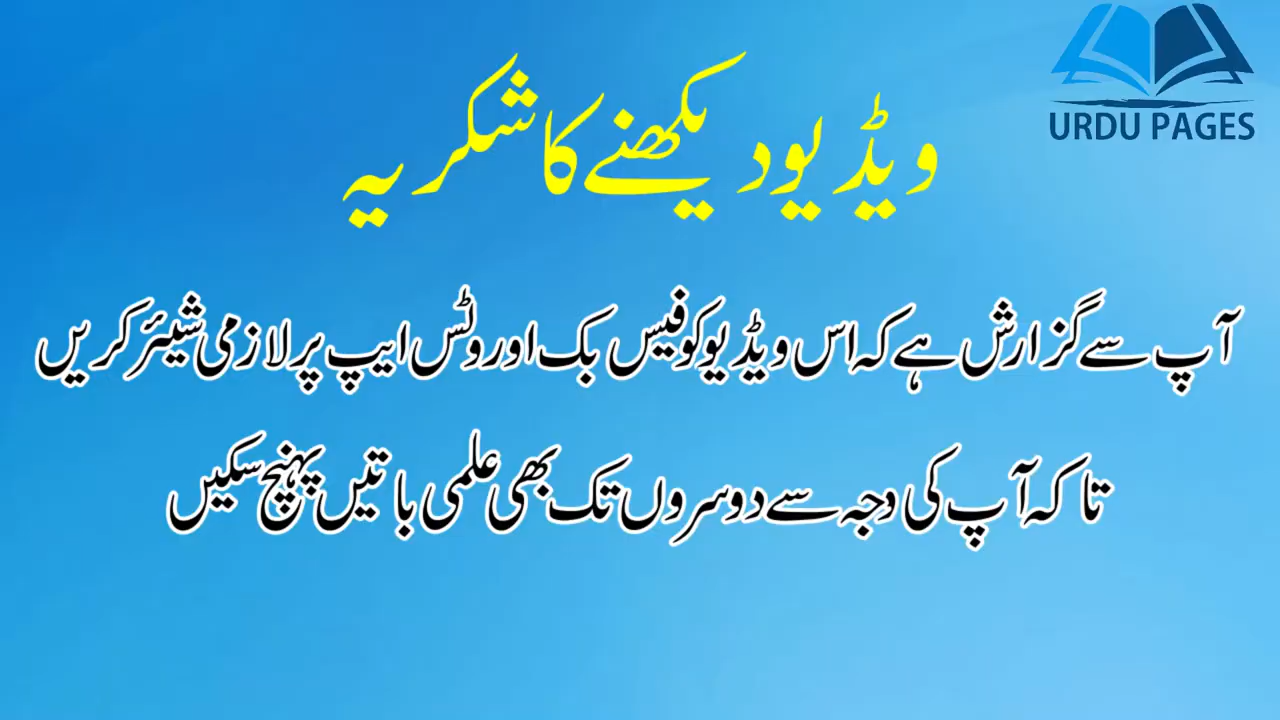 URDU PAGES
ویڈیو دیکھنے کا شکریہ
آپ سے گزارش ہے کہ اس ویڈیو کو فیس بک اور وٹس ایپ پر لازمی شیئر کریں
تاکہ آپ کی وجہ سے دوسروں تک بھی علمی باتیں پہنچ سکیں